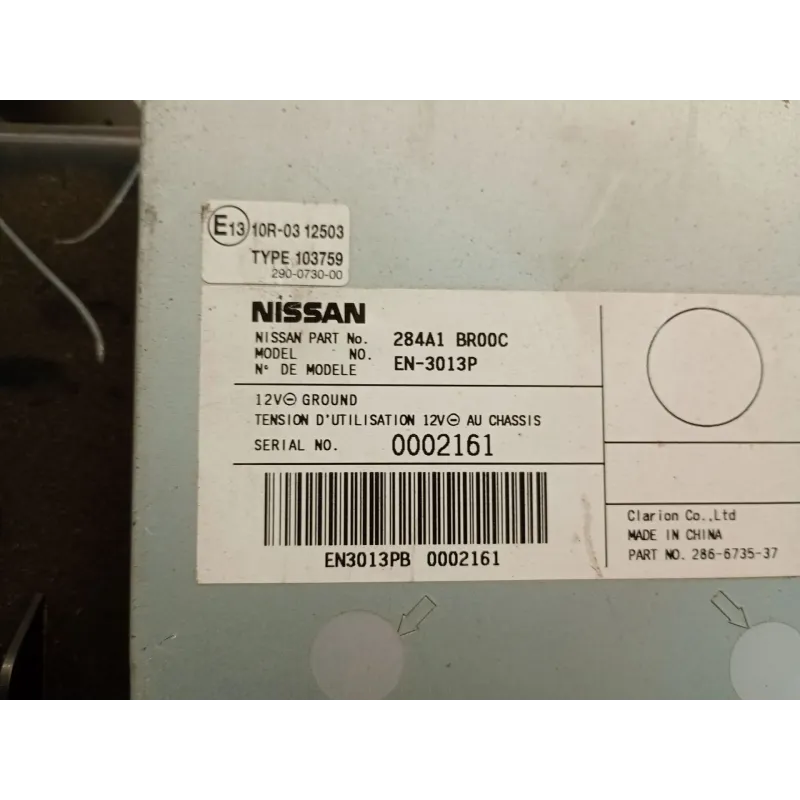 E13 10R-03 12503
TYPE 103759
290-0730-00
NISSAN
NISSAN PART No. 284A1 BR00C
MODEL NO. EN-3013P
N° DE MODELE
12V⊖ GROUND
TENSION D'UTILISATION 12V⊖ AU CHASSIS
SERIAL NO. 0002161
EN3013PB 0002161
Clarion Co.,Ltd
MADE IN CHINA
PART NO. 286-6735-37